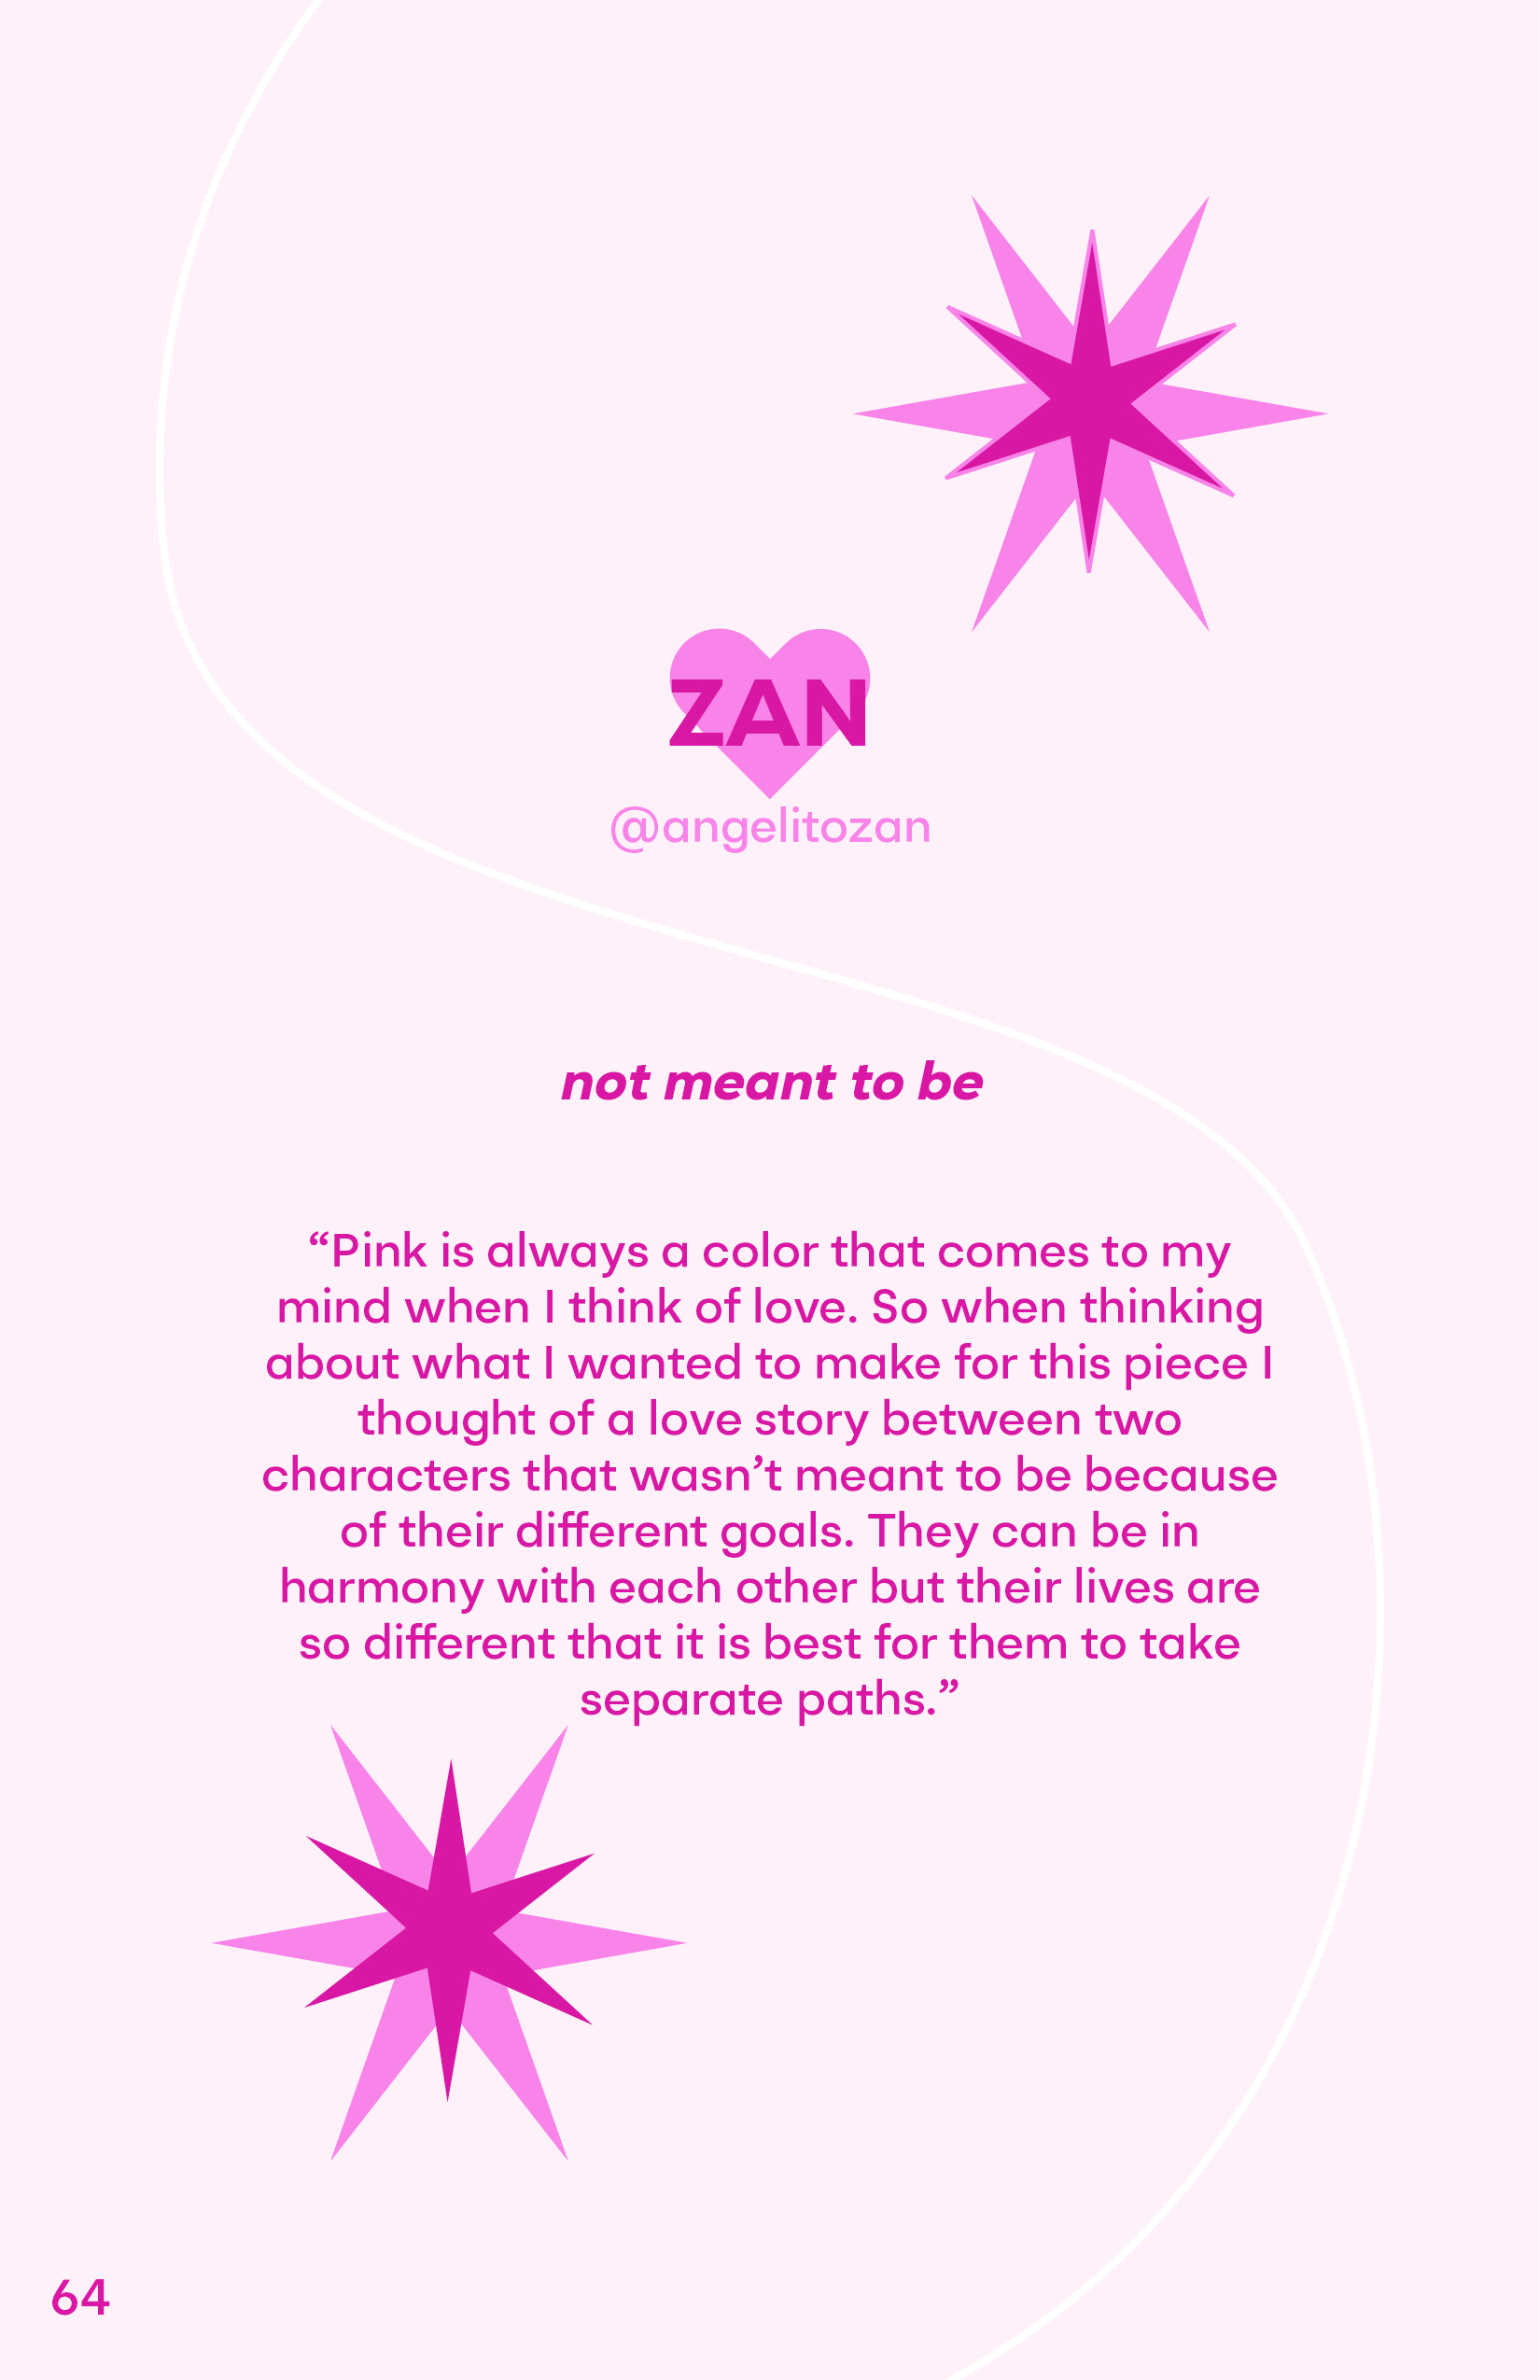 ZAN
@angelitozan
not meant to be
“Pink is always a color that comes to my
mind when I think of love. So when thinking
about what I wanted to make for this piece I
thought of a love story between two
characters that wasn’t meant to be because
of their different goals. They can be in
harmony with each other but their lives are
so different that it is best for them to take
separate paths.”
64